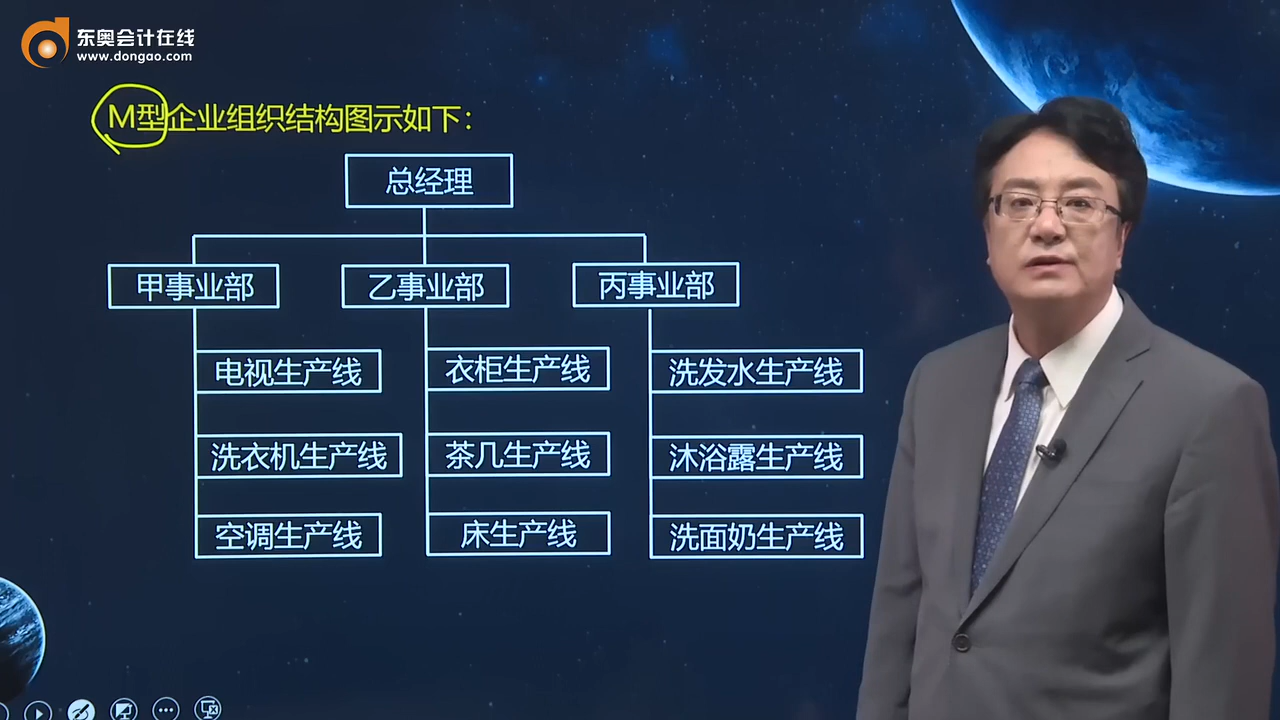 东奥会计在线
www.dongao.com
M型企业组织结构图示如下：
总经理
甲事业部
乙事业部
丙事业部
电视生产线
衣柜生产线
洗发水生产线
洗衣机生产线
茶几生产线
沐浴露生产线
空调生产线
床生产线
洗面奶生产线